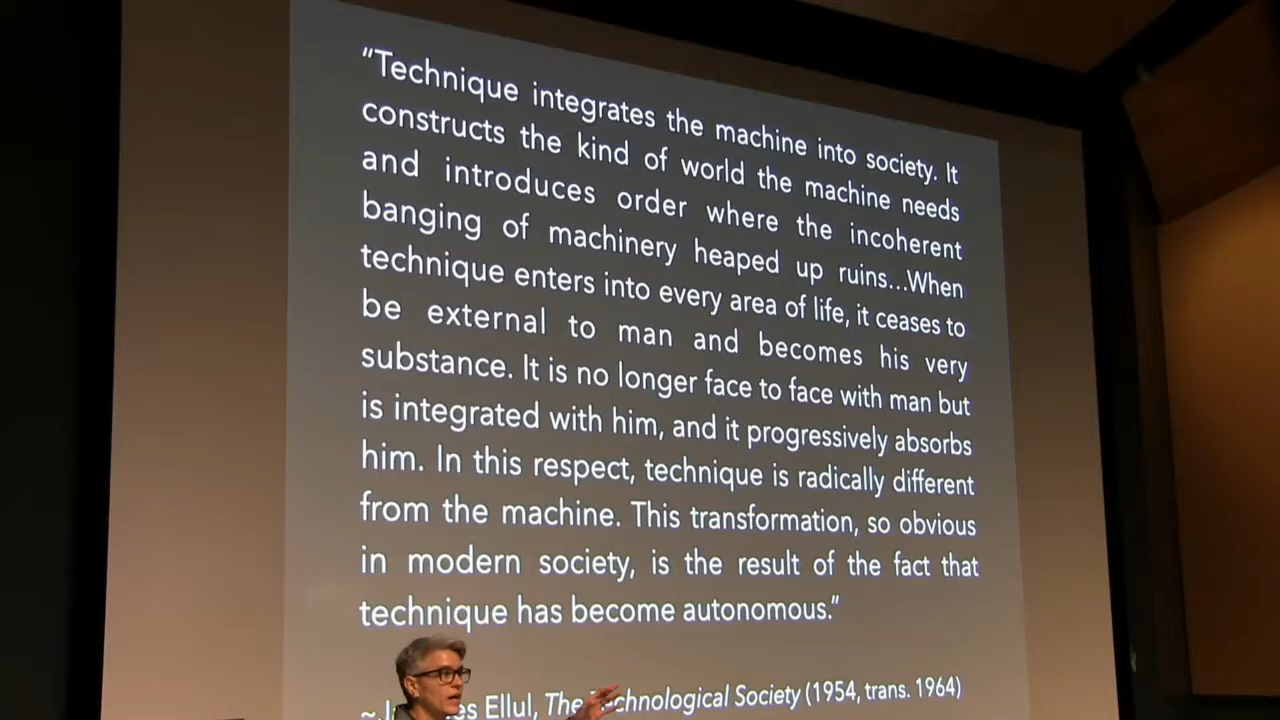 “Technique integrates the machine into society. It
constructs the kind of world the machine needs
and introduces order where the incoherent
banging of machinery heaped up ruins...When
technique enters into every area of life, it ceases to
be external to man and becomes his very
substance. It is no longer face to face with man but
is integrated with him, and it progressively absorbs
him. In this respect, technique is radically different
from the machine. This transformation, so obvious
in modern society, is the result of the fact that
technique has become autonomous.”
Ellul, The Technological Society (1954, trans. 1964)